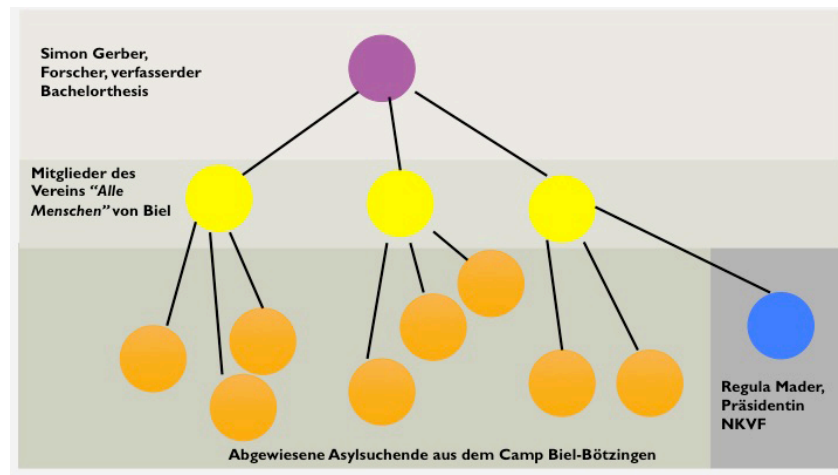 Simon Gerber,
Forscher, verfasserder
Bachelorthesis
Mitglieder des
Vereins “Alle
Menschen” von Biel
Regula Mader,
Präsidentin
NKVF
Abgewiesene Asylsuchende aus dem Camp Biel-Bötzingen